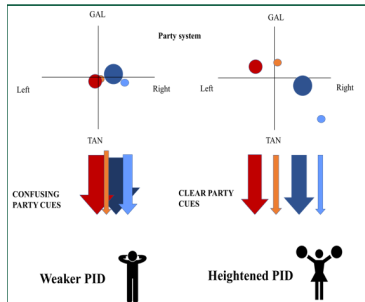 GAL
Party system
Left
Right
Left
Right
TAN
TAN
CONFUSING
PARTY CUES
CLEAR PARTY
CUES
Weaker PID
Heightened PID